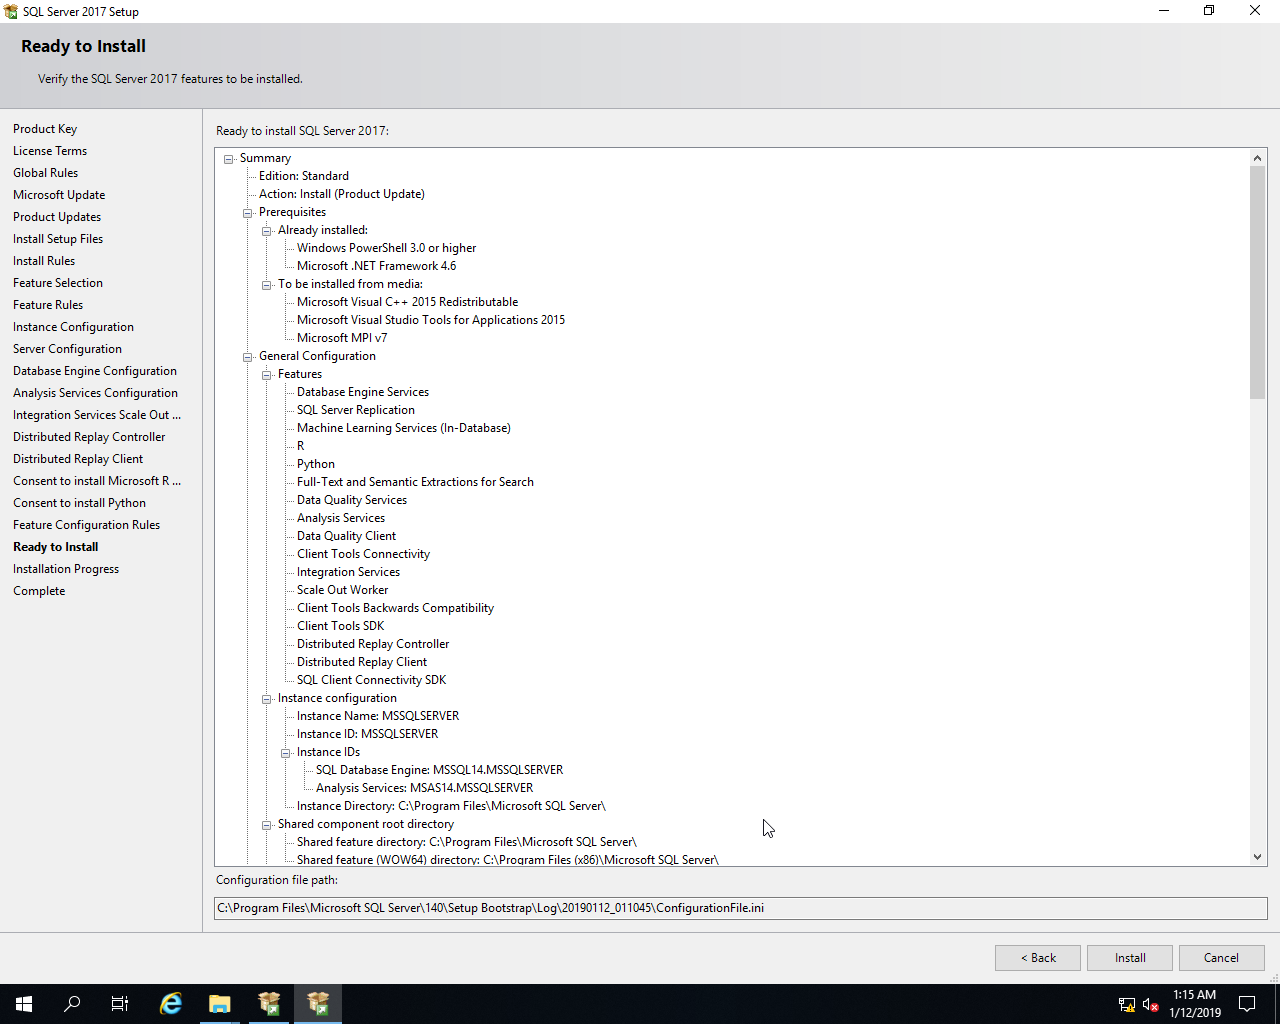 SQL Server 2017 Setup
Ready to Install
Verify the SQL Server 2017 features to be installed.
Product Key
License Terms
Global Rules
Microsoft Update
Product Updates
Install Setup Files
Install Rules
Feature Selection
Feature Rules
Instance Configuration
Server Configuration
Database Engine Configuration
Analysis Services Configuration
Integration Services Scale Out ...
Distributed Replay Controller
Distributed Replay Client
Consent to install Microsoft R ...
Consent to install Python
Feature Configuration Rules
Ready to Install
Installation Progress
Complete
Ready to install SQL Server 2017:
Summary
Edition: Standard
Action: Install (Product Update)
Prerequisites
Already installed:
Windows PowerShell 3.0 or higher
Microsoft .NET Framework 4.6
To be installed from media:
Microsoft Visual C++ 2015 Redistributable
Microsoft Visual Studio Tools for Applications 2015
Microsoft MPI v7
General Configuration
Features
Database Engine Services
SQL Server Replication
Machine Learning Services (In-Database)
R
Python
Full-Text and Semantic Extractions for Search
Data Quality Services
Analysis Services
Data Quality Client
Client Tools Connectivity
Integration Services
Scale Out Worker
Client Tools Backwards Compatibility
Client Tools SDK
Distributed Replay Controller
Distributed Replay Client
SQL Client Connectivity SDK
Instance configuration
Instance Name: MSSQLSERVER
Instance ID: MSSQLSERVER
Instance IDs
SQL Database Engine: MSSQL14.MSSQLSERVER
Analysis Services: MSAS14.MSSQLSERVER
Instance Directory: C:\Program Files\Microsoft SQL Server\
Shared component root directory
Shared feature directory: C:\Program Files\Microsoft SQL Server\
Shared feature (WOW64) directory: C:\Program Files (x86)\Microsoft SQL Server\
Configuration file path:
C:\Program Files\Microsoft SQL Server\140\Setup Bootstrap\Log\20190112_011045\ConfigurationFile.ini
< Back
Install
Cancel
1:15 AM
1/12/2019